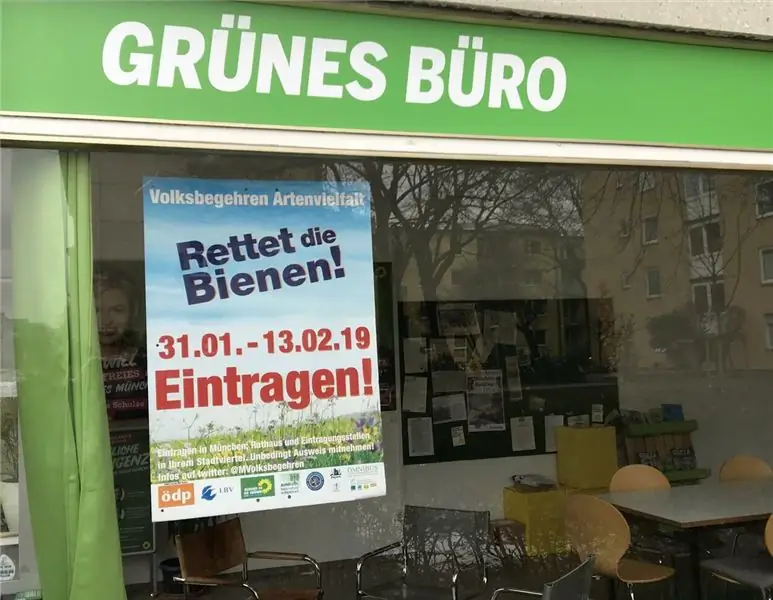 GRÜNES BÜRO
Volksbegehren Artenvielfalt
Rettet die
Bienen!
31.01.-13.02.19
Eintragen!
Eintragen in München: Rathaus und Eintragungsstellen
in Ihrem Stadtviertel. Unbedingt Ausweis mitnehmen!
Infos auf twitter: @MVolksbegehren
ödp
LBV
OMNIBUS